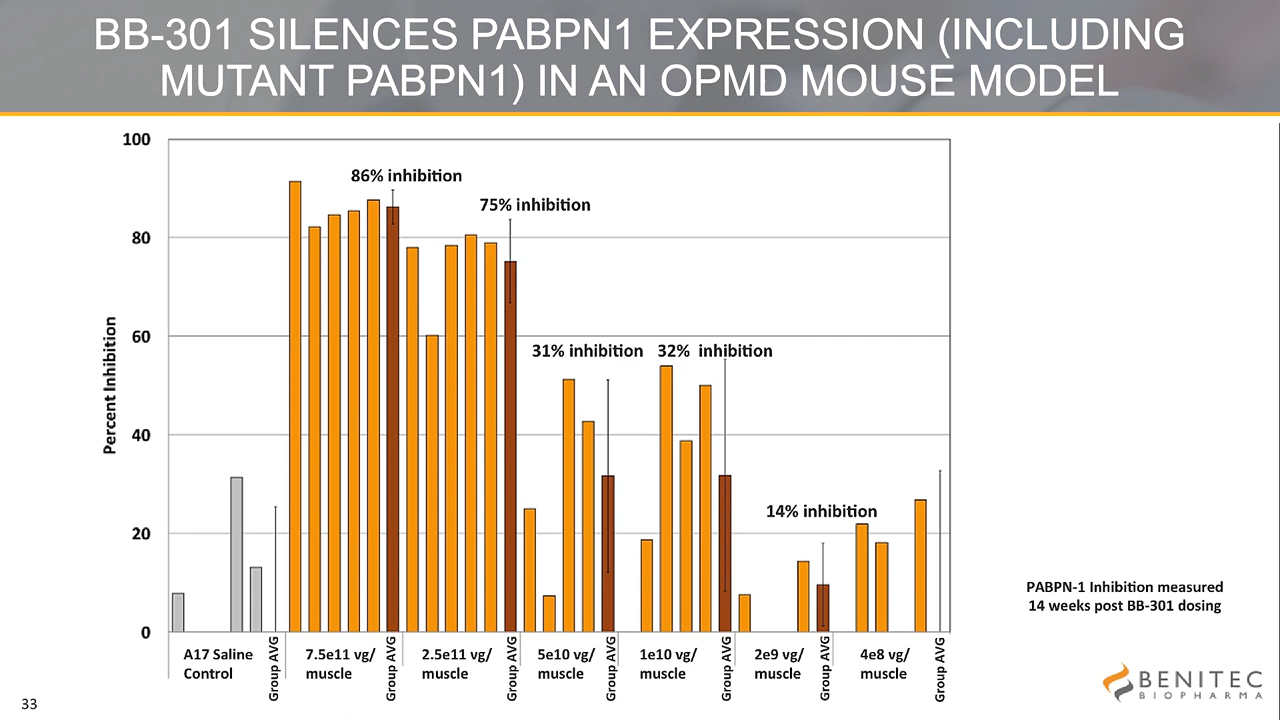 BB-301 SILENCES PABPN1 EXPRESSION (INCLUDING
MUTANT PABPN1) IN AN OPMD MOUSE MODEL
Percent Inhibition
100
80
60
40
20
0
86% inhibition
75% inhibition
31% inhibition
32%  inhibition
14% inhibition
A17 Saline
Control
Group AVG
7.5e11 vg/
muscle
Group AVG
2.5e11 vg/
muscle
Group AVG
5e10 vg/
muscle
Group AVG
1e10 vg/
muscle
Group AVG
2e9 vg/
muscle
Group AVG
4e8 vg/
muscle
Group AVG
PABPN-1 Inhibition measured
14 weeks post BB-301 dosing
33
BENITEC
BIOPHARMA